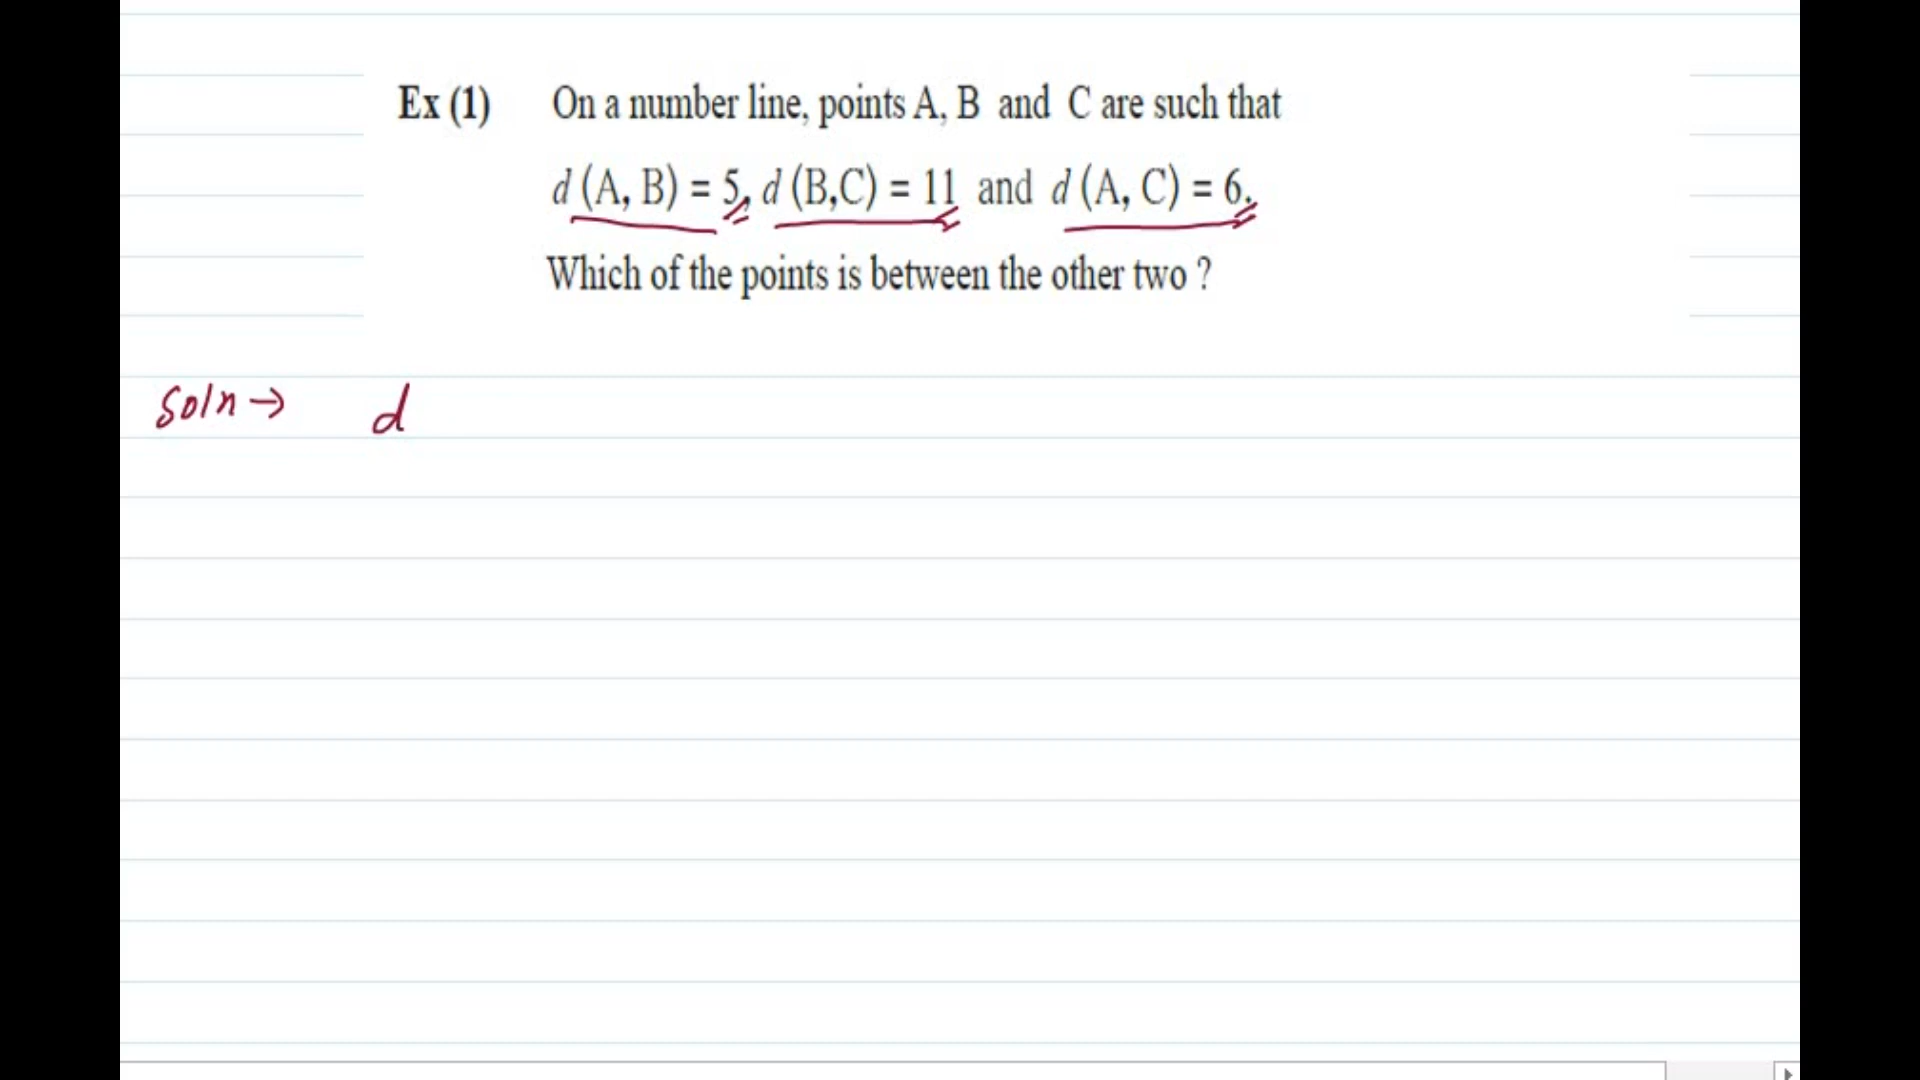 Ex (1) On a number line, points A, B and C are such that
d (A, B) = 5, d (B,C) = 11 and d (A, C) = 6.
Which of the points is between the other two ?
Soln → d